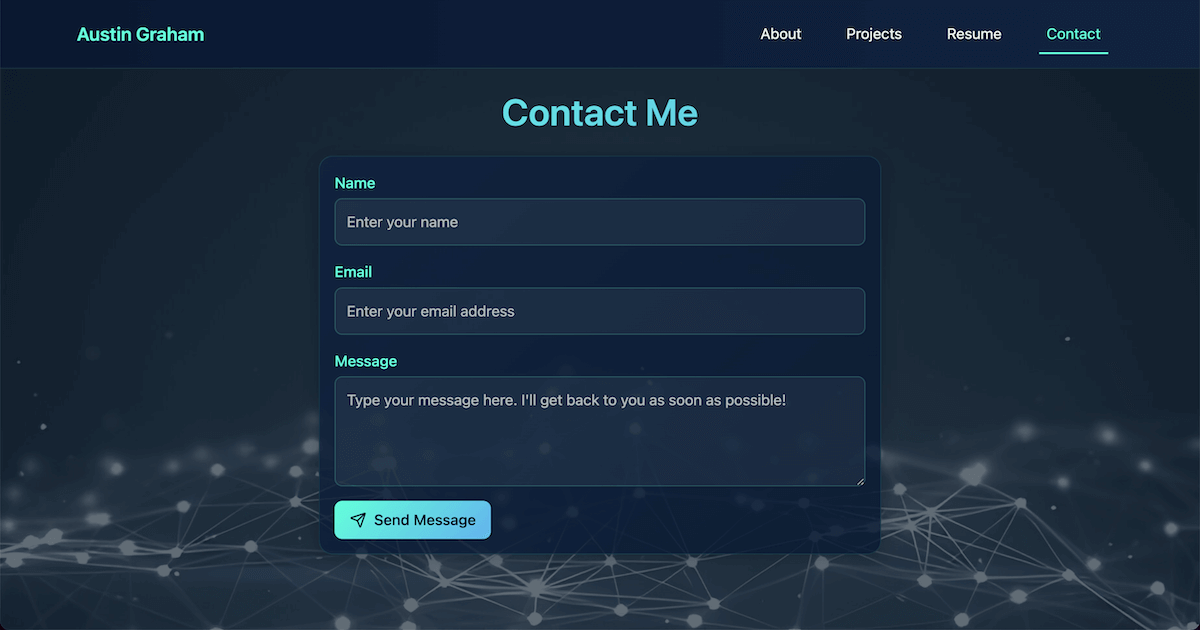 Austin Graham
About Projects Resume Contact
Contact Me
Name
Enter your name
Email
Enter your email address
Message
Type your message here. I'll get back to you as soon as possible!
Send Message